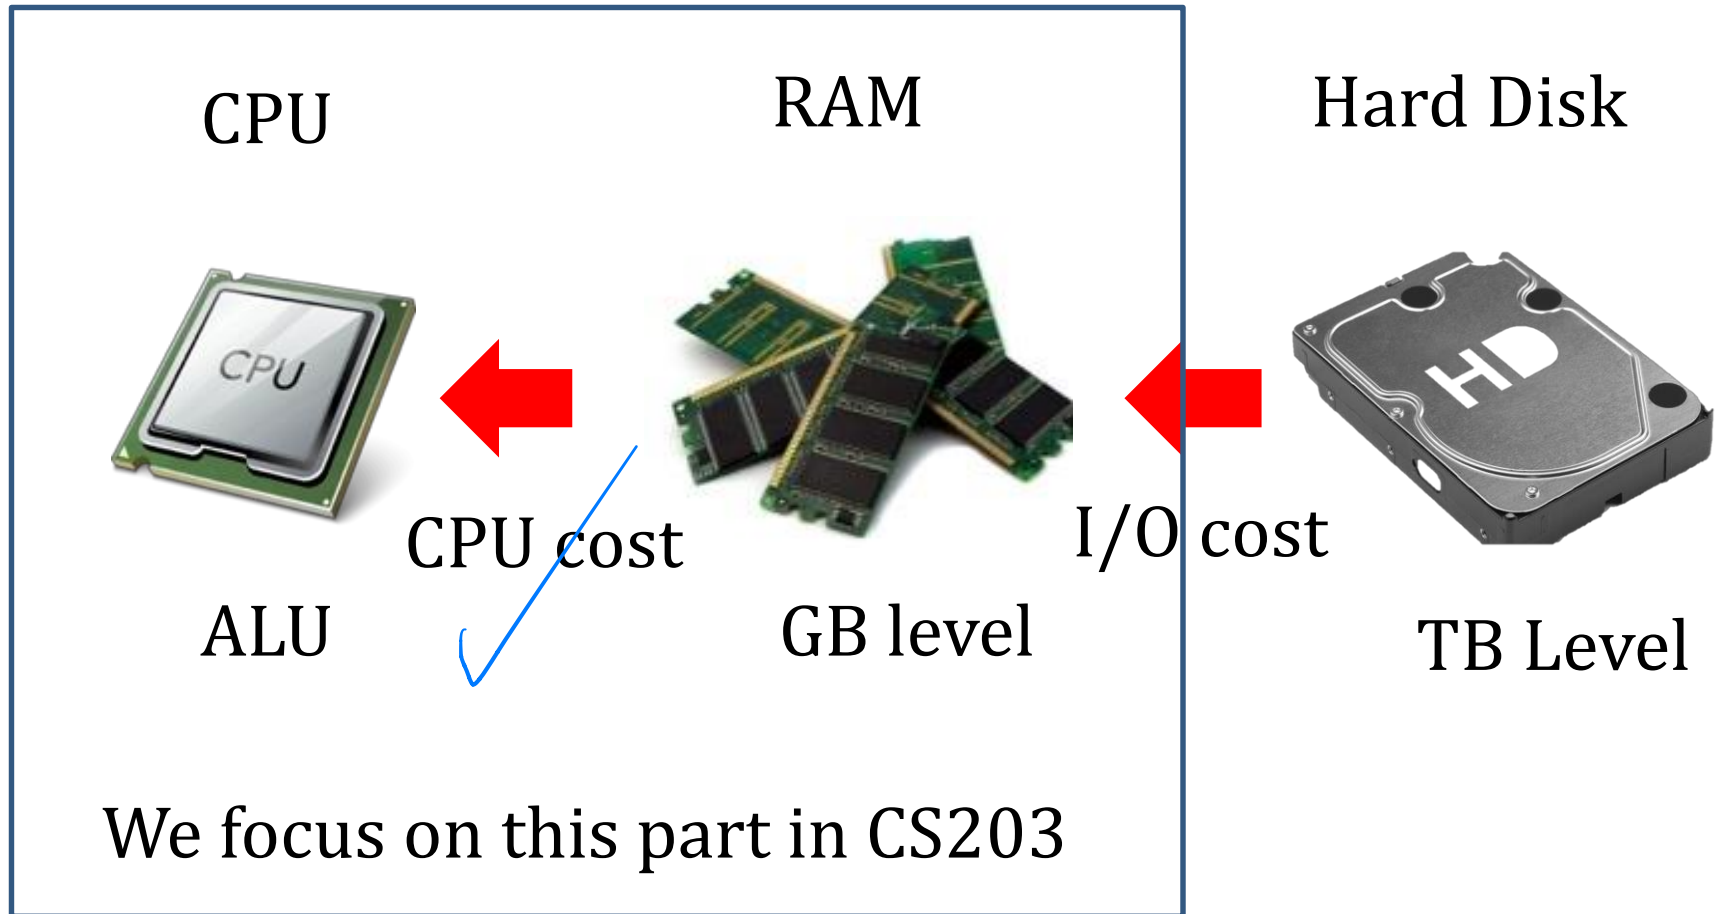 CPU
RAM
Hard Disk
CPU
HD
CPU cost
I/O cost
ALU
GB level
TB Level
We focus on this part in CS203